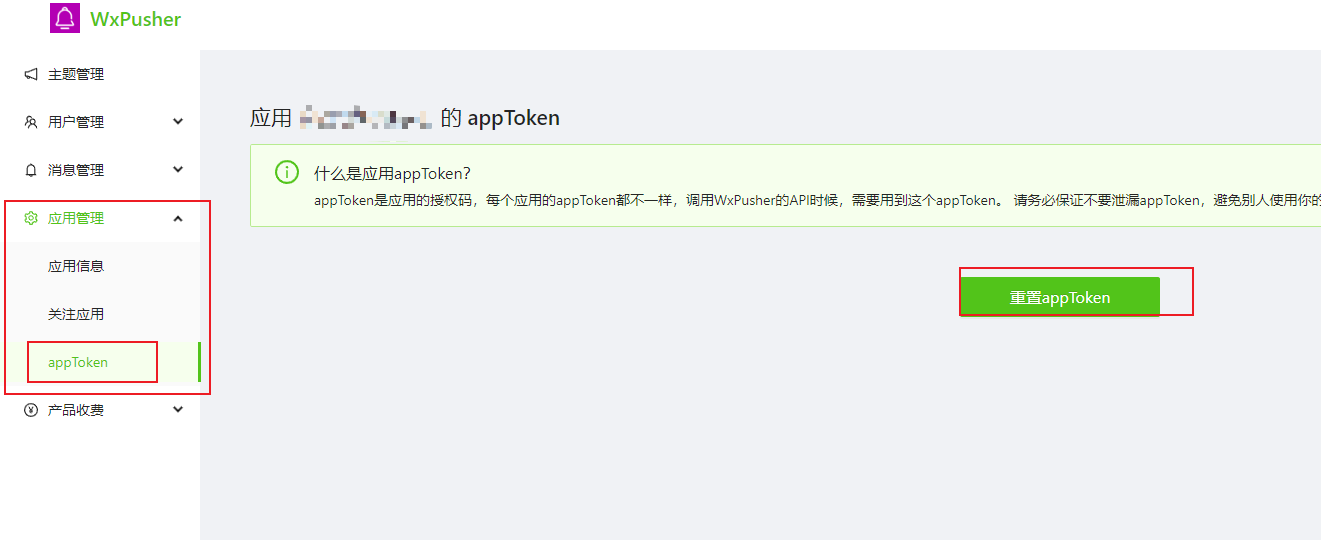 WxPusher
主题管理
用户管理
消息管理
应用管理
应用信息
关注应用
appToken
产品收费
应用 的 appToken
什么是应用appToken?
appToken是应用的授权码，每个应用的appToken都不一样，调用WxPusher的API时候，需要用到这个appToken。 请务必保证不要泄漏appToken，避免别人使用你的
重置appToken